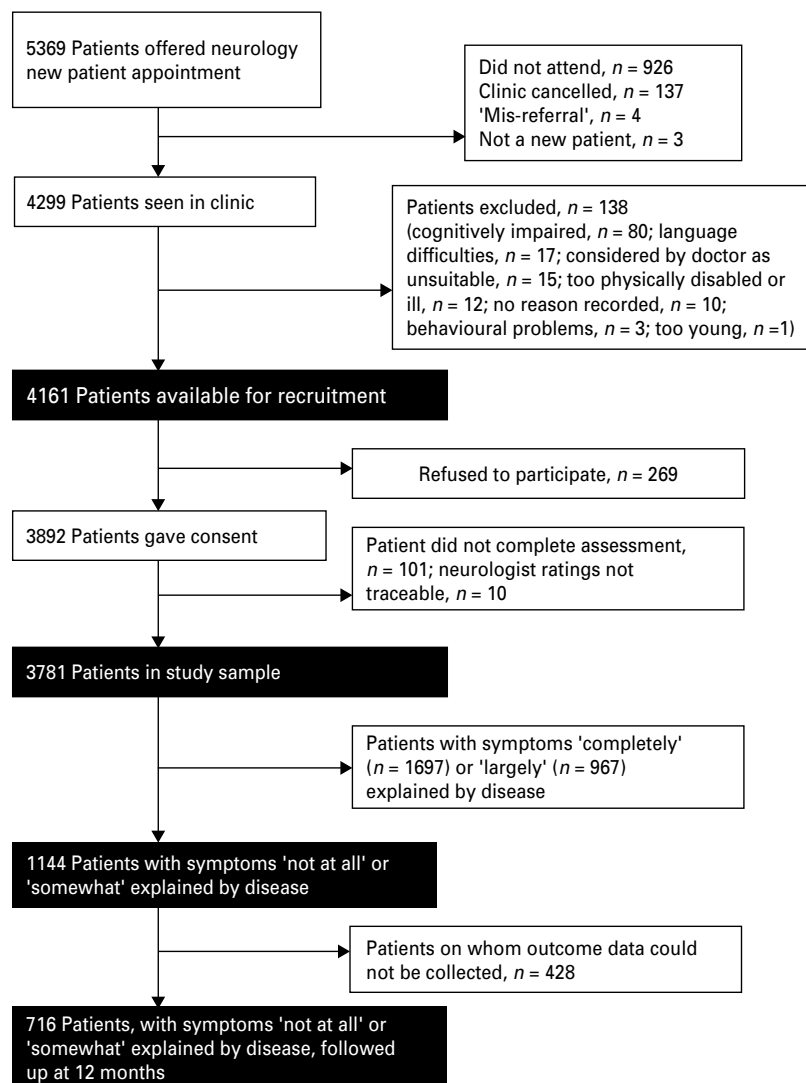 5369 Patients offered neurology
new patient appointment
Did not attend, n = 926
Clinic cancelled, n = 137
'Mis-referral', n = 4
Not a new patient, n = 3
4299 Patients seen in clinic
Patients excluded, n = 138
(cognitively impaired, n = 80; language
difficulties, n = 17; considered by doctor as
unsuitable, n = 15; too physically disabled or
ill, n = 12; no reason recorded, n = 10;
behavioural problems, n = 3; too young, n =1)
4161 Patients available for recruitment
Refused to participate, n = 269
3892 Patients gave consent
Patient did not complete assessment,
n = 101; neurologist ratings not
traceable, n = 10
3781 Patients in study sample
Patients with symptoms 'completely'
(n = 1697) or 'largely' (n = 967)
explained by disease
1144 Patients with symptoms 'not at all' or
'somewhat' explained by disease
Patients on whom outcome data could
not be collected, n = 428
716 Patients, with symptoms 'not at all' or
'somewhat' explained by disease, followed
up at 12 months